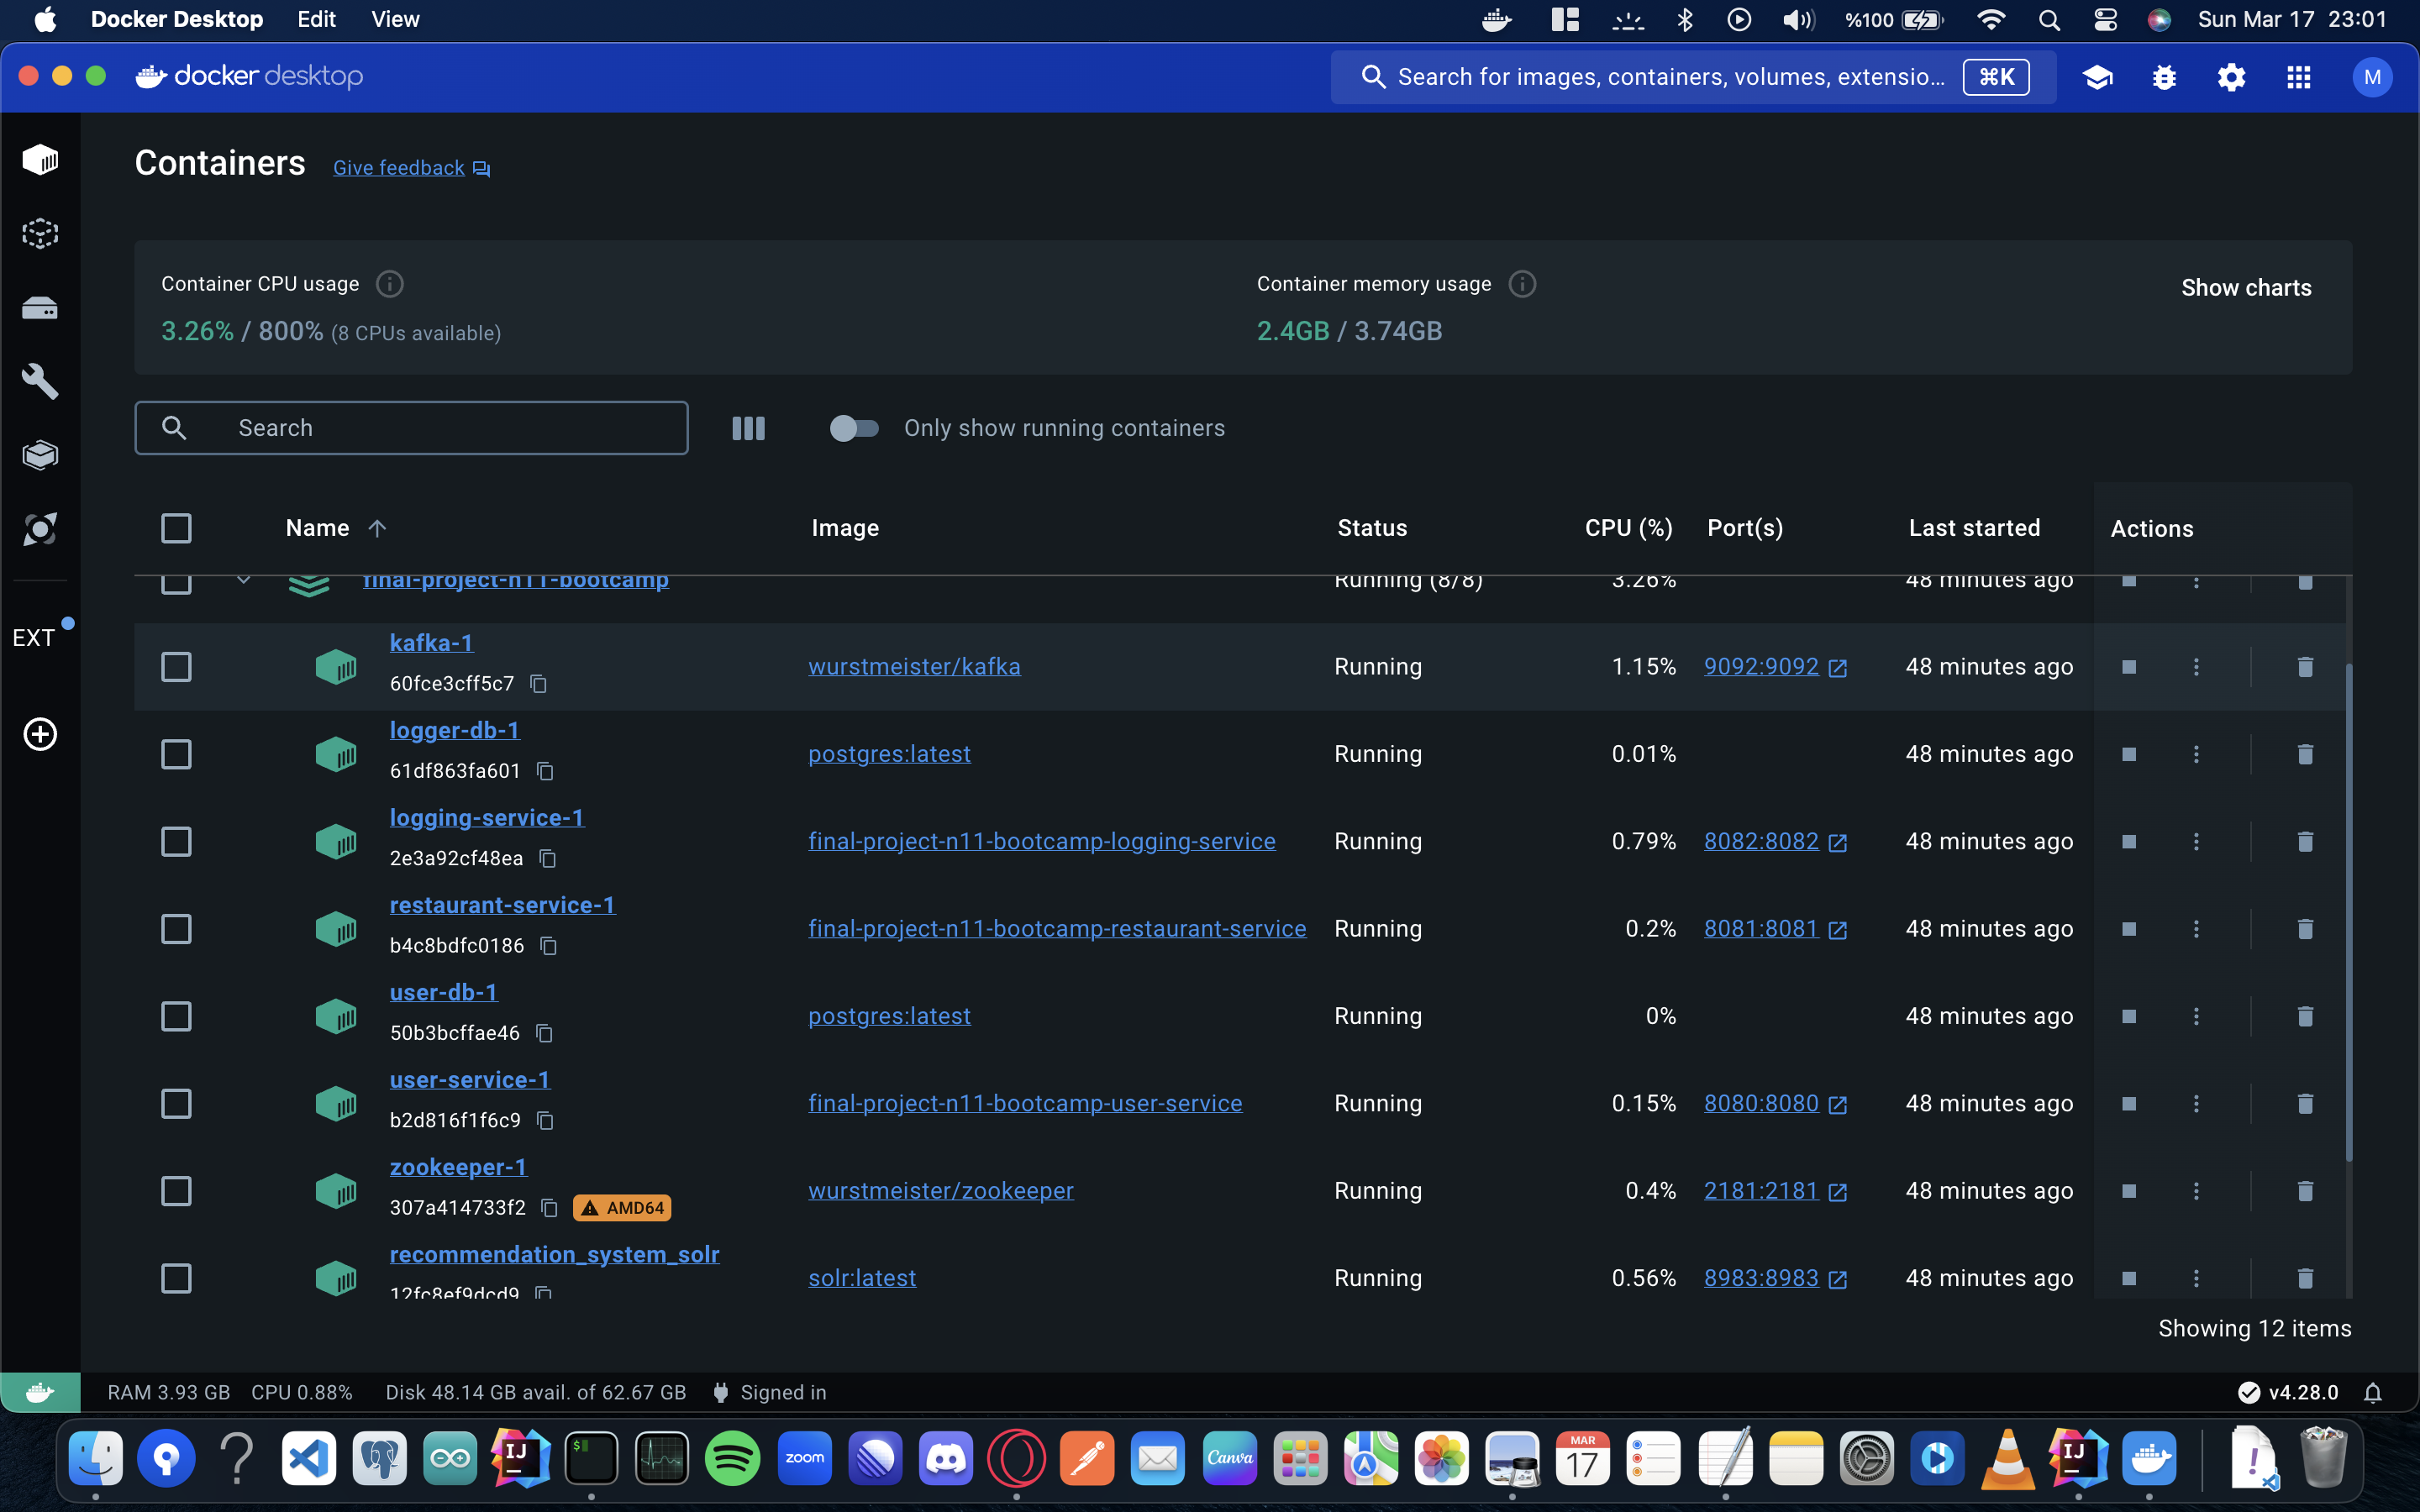 Docker Desktop Edit View %100 Sun Mar 17 23:01
docker desktop Search for images, containers, volumes, extensio... ⌘K M
Containers Give feedback
Container CPU usage Container memory usage Show charts
3.26% / 800% (8 CPUs available) 2.4GB / 3.74GB
Search Only show running containers
Name Image Status CPU (%) Port(s) Last started Actions
final-project-n11-bootcamp Running (8/8) 3.26% 48 minutes ago
EXT
kafka-1
60fce3cff5c7 wurstmeister/kafka Running 1.15% 9092:9092 48 minutes ago
logger-db-1
61df863fa601 postgres:latest Running 0.01% 48 minutes ago
logging-service-1
2e3a92cf48ea final-project-n11-bootcamp-logging-service Running 0.79% 8082:8082 48 minutes ago
restaurant-service-1
b4c8bdfc0186 final-project-n11-bootcamp-restaurant-service Running 0.2% 8081:8081 48 minutes ago
user-db-1
50b3bcffae46 postgres:latest Running 0% 48 minutes ago
user-service-1
b2d816f1f6c9 final-project-n11-bootcamp-user-service Running 0.15% 8080:8080 48 minutes ago
zookeeper-1
307a414733f2 AMD64 wurstmeister/zookeeper Running 0.4% 2181:2181 48 minutes ago
recommendation_system_solr
12fc8ef9dcd9 solr:latest Running 0.56% 8983:8983 48 minutes ago
Showing 12 items
RAM 3.93 GB CPU 0.88% Disk 48.14 GB avail. of 62.67 GB Signed in v4.28.0
IJ $ zoom Canva MAR 17 IJ